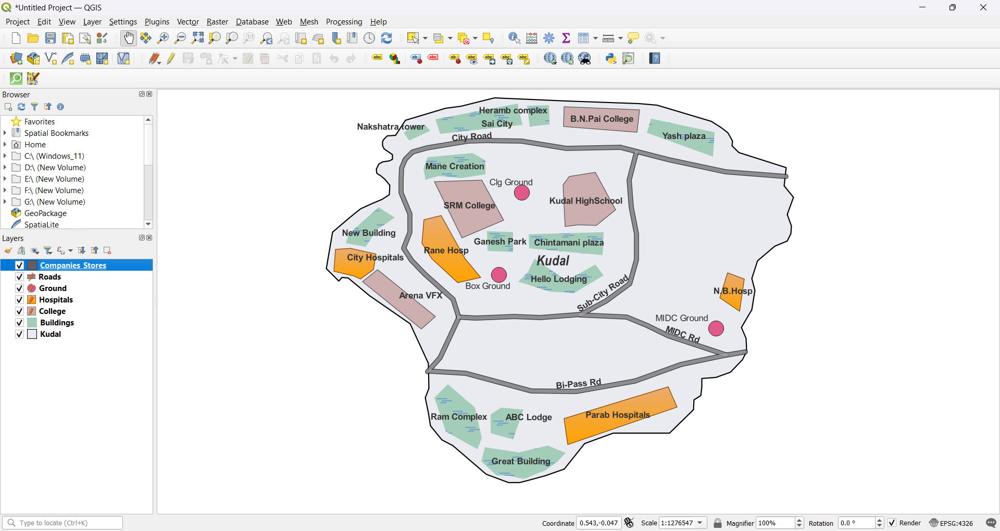 *Untitled Project — QGIS
Project Edit View Layer Settings Plugins Vector Raster Database Web Mesh Processing Help
Browser
Favorites
Spatial Bookmarks
Home
C:\ (Windows_11)
D:\ (New Volume)
E:\ (New Volume)
F:\ (New Volume)
G:\ (New Volume)
GeoPackage
SpatiaLite
Layers
Companies Stores
Roads
Ground
Hospitals
College
Buildings
Kudal
Heramb complex
B.N.Pai College
Nakshatra tower
Sai City
City Road
Yash plaza
Mane Creation
Clg Ground
SRM College
Kudal HighSchool
New Building
Ganesh Park
Chintamani plaza
Rane Hosp
City Hospitals
Kudal
Hello Lodging
Box Ground
Sub-City Road
N.B.Hosp
Arena VFX
MIDC Ground
MIDC Rd
Bi-Pass Rd
Ram Complex
ABC Lodge
Parab Hospitals
Great Building
Type to locate (Ctrl+K)
Coordinate 0.543,-0.047 Scale 1:1276547 Magnifier 100% Rotation 0.0 ° Render EPSG:4326